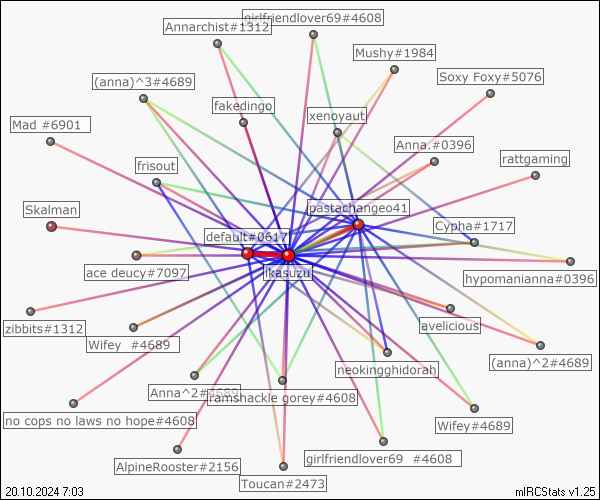 girlfriendlover69#4608
Annarchist#1312
Mushy#1984
Soxy Foxy#5076
(anna)^3#4689
fakedingo
xenoyaut
Mad #6901
Anna.#0396
rattgaming
frisout
Skalman
pastachangeo41
Cypha#1717
default#0617
ikasuzu
ace deucy#7097
hypomanianna#0396
zibbits#1312
avelicious
Wifey #4689
(anna)^2#4689
neokingghidorah
Anna^2#4689
ramshackle gorey#4608
no cops no laws no hope#4608
Wifey#4689
girlfriendlover69 #4608
AlpineRooster#2156
Toucan#2473
20.10.2024 7:03
mIRCStats v1.25